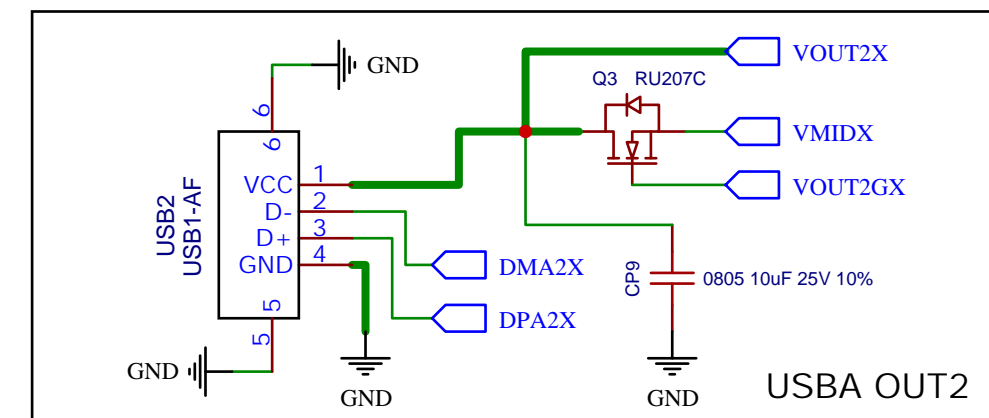 VOUT2X
GND
Q3 RU207C
6
6
VMIDX
VCC 1
VOUT2GX
D- 2
D+ 3
GND 4
USB2
USB1-AF
DMA2X
CP9
0805 10uF 25V 10%
5
5
DPA2X
GND
GND
GND
USBA OUT2